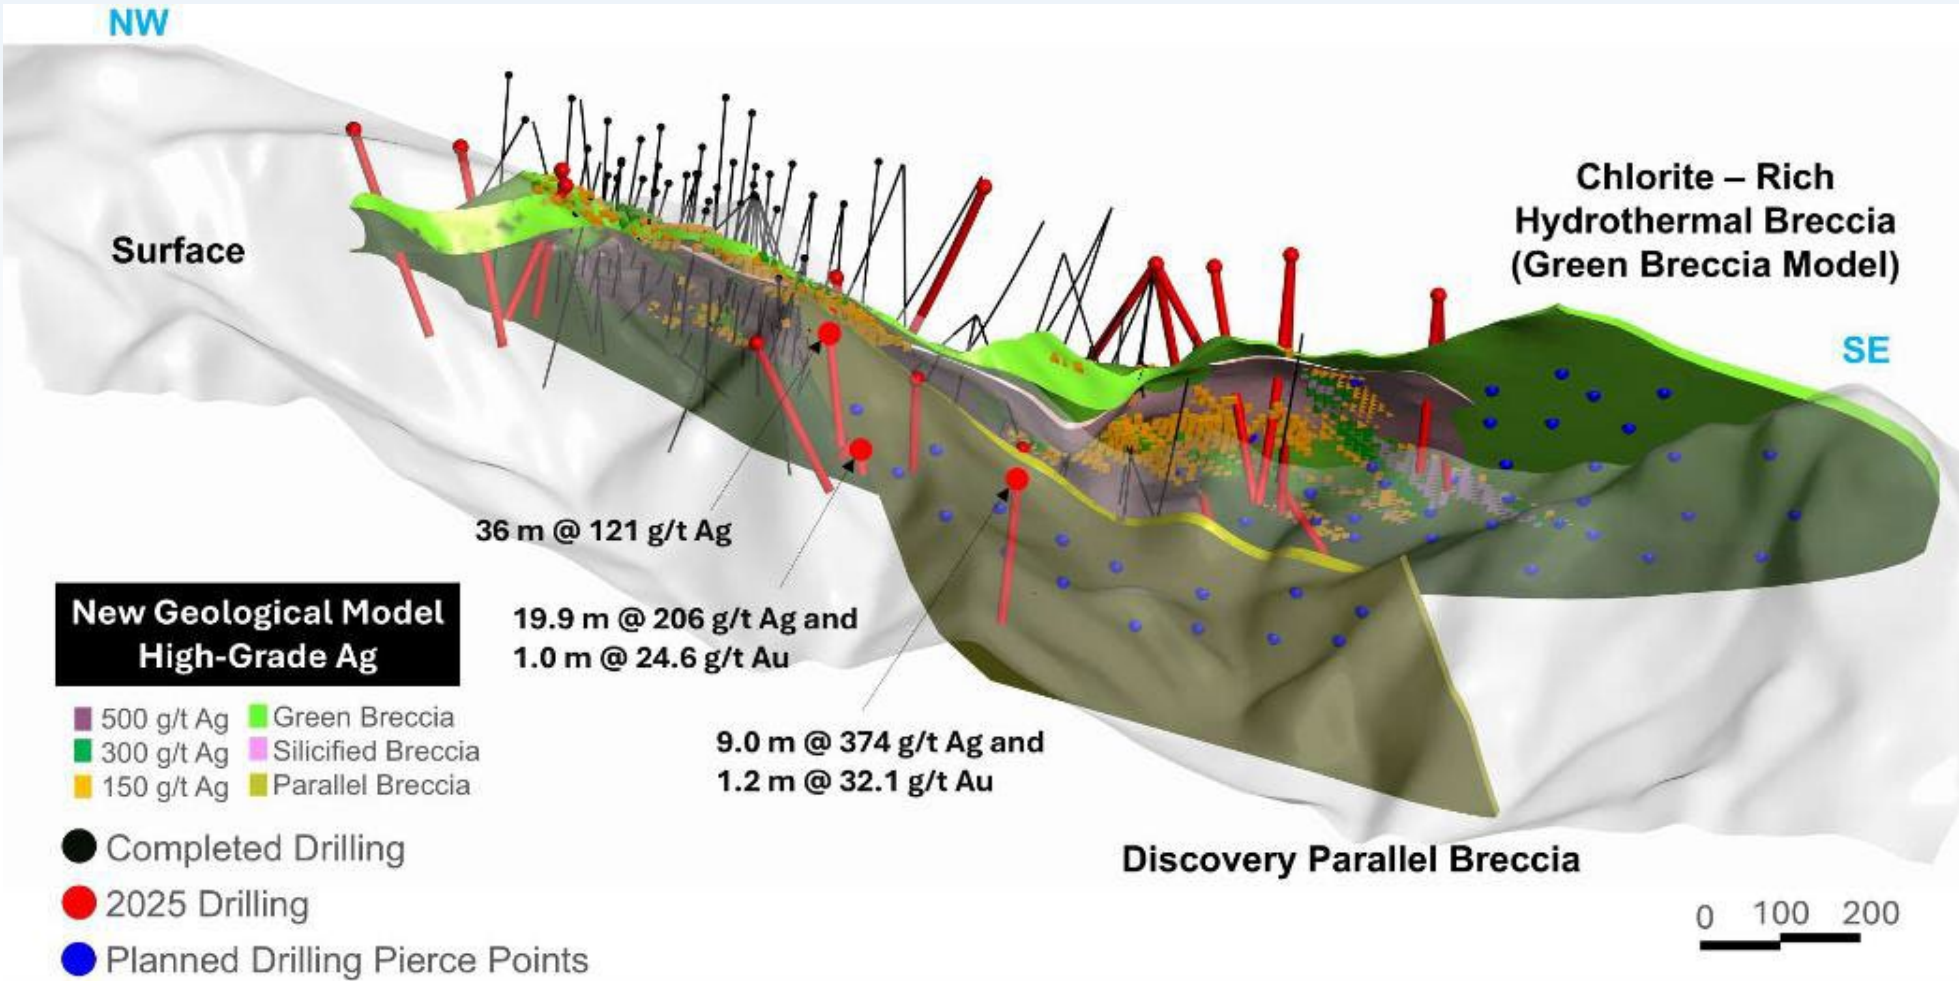 NW
Surface
Chlorite – Rich
Hydrothermal Breccia
(Green Breccia Model)
SE
36 m @ 121 g/t Ag
19.9 m @ 206 g/t Ag and
1.0 m @ 24.6 g/t Au
9.0 m @ 374 g/t Ag and
1.2 m @ 32.1 g/t Au
New Geological Model
High-Grade Ag
500 g/t Ag Green Breccia
300 g/t Ag Silicified Breccia
150 g/t Ag Parallel Breccia
Completed Drilling
2025 Drilling
Planned Drilling Pierce Points
Discovery Parallel Breccia
0 100 200